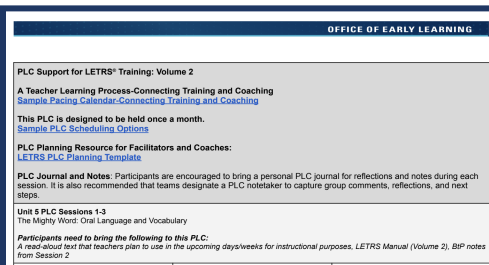 OFFICE OF EARLY LEARNING
PLC Support for LETRS® Training: Volume 2
A Teacher Learning Process-Connecting Training and Coaching
Sample Pacing Calendar-Connecting Training and Coaching
This PLC is designed to be held once a month.
Sample PLC Scheduling Options
PLC Planning Resource for Facilitators and Coaches:
LETRS PLC Planning Template
PLC Journal and Notes: Participants are encouraged to bring a personal PLC journal for reflections and notes during each
session. It is also recommended that teams designate a PLC notetaker to capture group comments, reflections, and next
steps.
Unit 5 PLC Sessions 1-3
The Mighty Word: Oral Language and Vocabulary
Participants need to bring the following to this PLC:
A read-aloud text that teachers plan to use in the upcoming days/weeks for instructional purposes, LETRS Manual (Volume 2), BtP notes
from Session 2